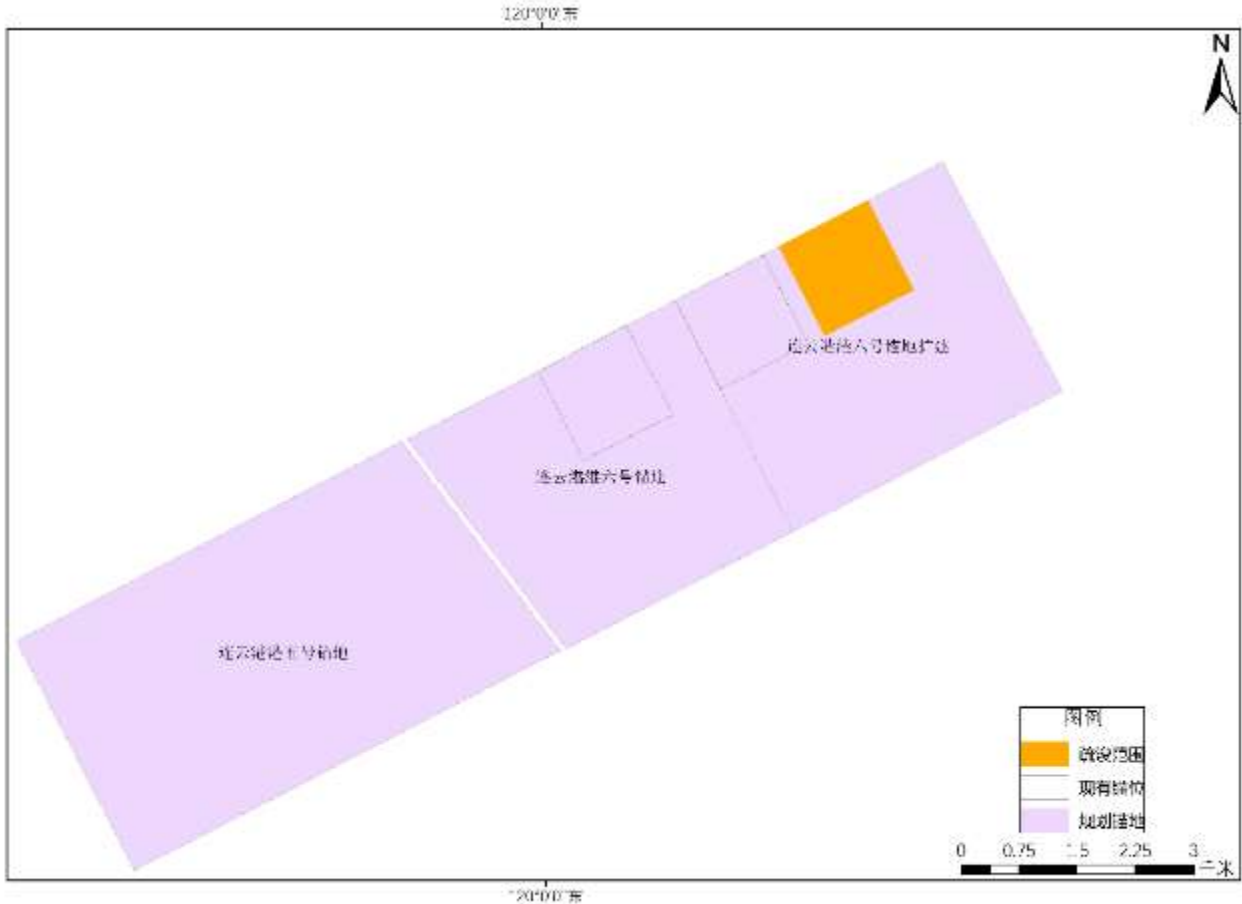 120°0'0"东
N
连云港港六号锚地扩建
连云港港六号锚地
连云港港五号锚地
图例
疏浚范围
现有锚位
规划锚地
0 0.75 1.5 2.25 3
千米
120°0'0"东